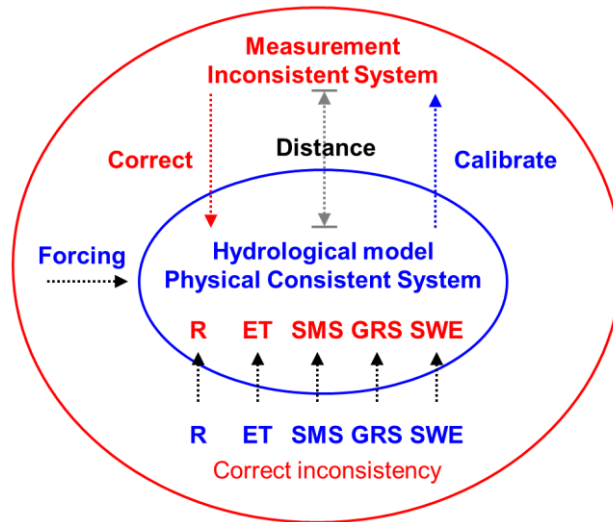 Measurement
Inconsistent System
Correct
Distance
Calibrate
Forcing
Hydrological model
Physical Consistent System
R ET SMS GRS SWE
R ET SMS GRS SWE
Correct inconsistency